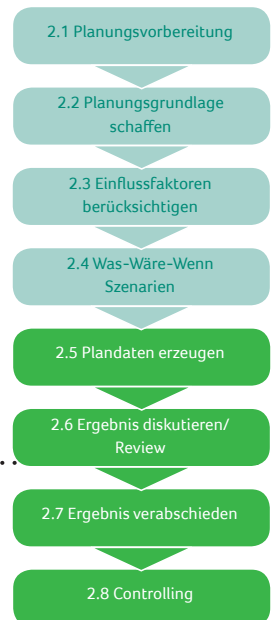 2.1 Planungsvorbereitung
2.2 Planungsgrundlage
schaffen
2.3 Einflussfaktoren
berücksichtigen
2.4 Was-Wäre-Wenn
Szenarien
2.5 Plandaten erzeugen
2.6 Ergebnis diskutieren/
Review
2.7 Ergebnis verabschieden
2.8 Controlling